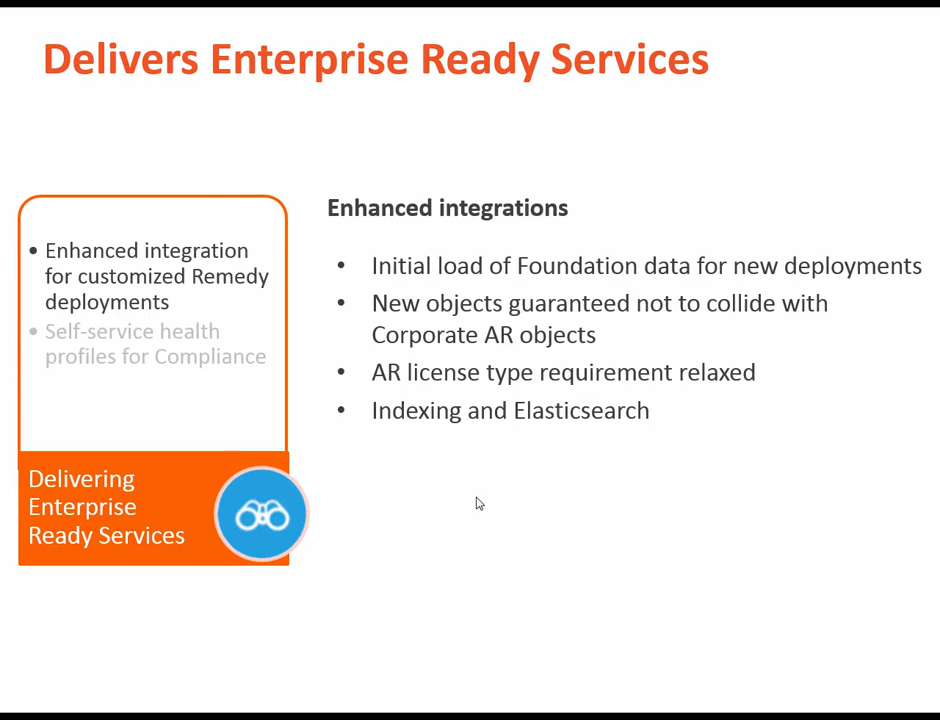 Delivers Enterprise Ready Services
• Enhanced integration
for customized Remedy
deployments
• Self-service health
profiles for Compliance
Delivering
Enterprise
Ready Services
Enhanced integrations
• Initial load of Foundation data for new deployments
• New objects guaranteed not to collide with
Corporate AR objects
• AR license type requirement relaxed
• Indexing and Elasticsearch